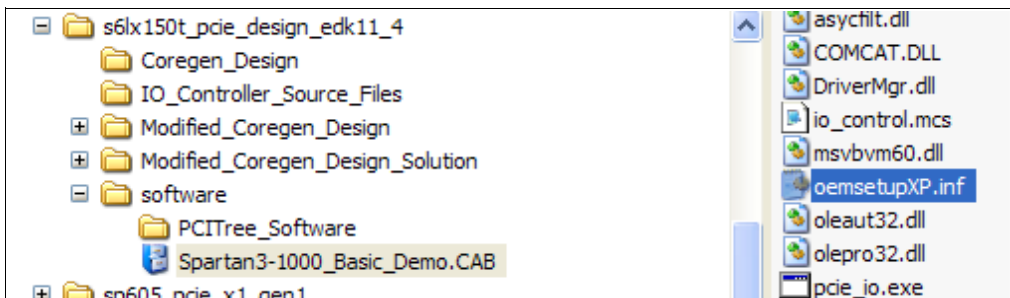 s6lx150t_pcie_design_edk11_4
Coregen_Design
IO_Controller_Source_Files
Modified_Coregen_Design
Modified_Coregen_Design_Solution
software
PCITree_Software
Spartan3-1000_Basic_Demo.CAB
sp605_pcie_x1_gen1
asycfilt.dll
COMCAT.DLL
DriverMgr.dll
io_control.mcs
msvbvm60.dll
oemsetupXP.inf
oleaut32.dll
olepro32.dll
pcie_io.exe